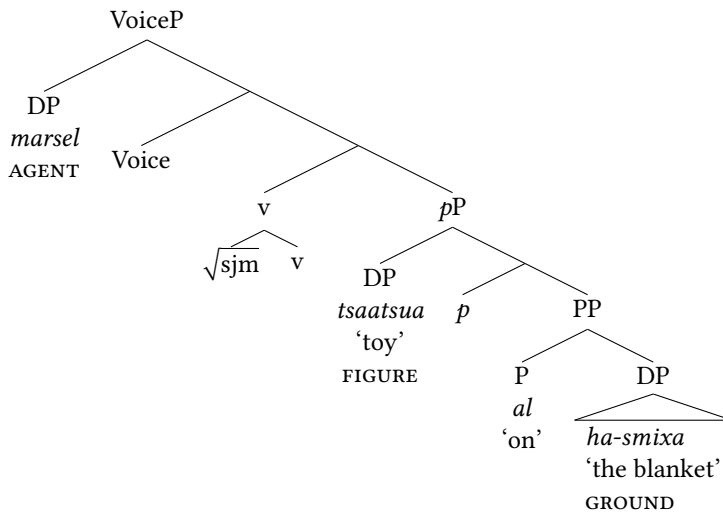 VoiceP
DP
marsel
AGENT
Voice
v
√sjm
v
pP
DP
tsaatsua
‘toy’
FIGURE
p
PP
P
al
‘on’
DP
ha-smixa
‘the blanket’
GROUND